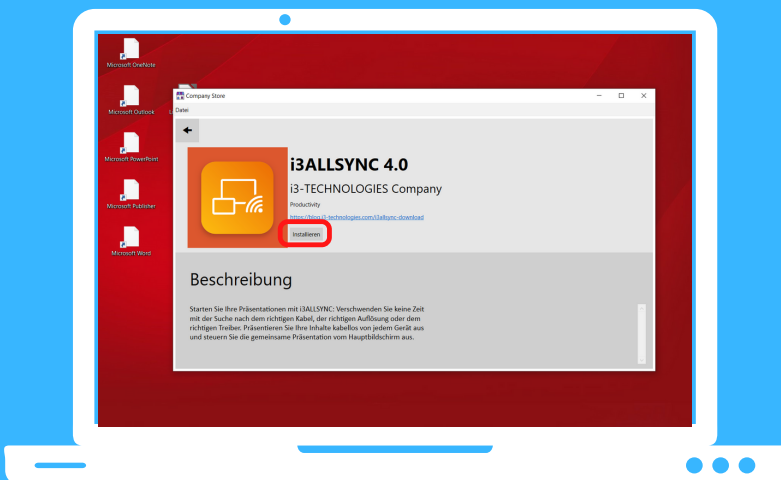 Microsoft OneNote
Microsoft Outlook
Microsoft PowerPoint
Microsoft Publisher
Microsoft Word
Company Store
Datei
i3ALLSYNC 4.0
i3-TECHNOLOGIES Company
Productivity
https://blog.i3-technologies.com/i3allsync-download
Installieren
Beschreibung
Starten Sie Ihre Präsentationen mit i3ALLSYNC: Verschwenden Sie keine Zeit
mit der Suche nach dem richtigen Kabel, der richtigen Auflösung oder dem
richtigen Treiber. Präsentieren Sie Ihre Inhalte kabellos von jedem Gerät aus
und steuern Sie die gemeinsame Präsentation vom Hauptbildschirm aus.